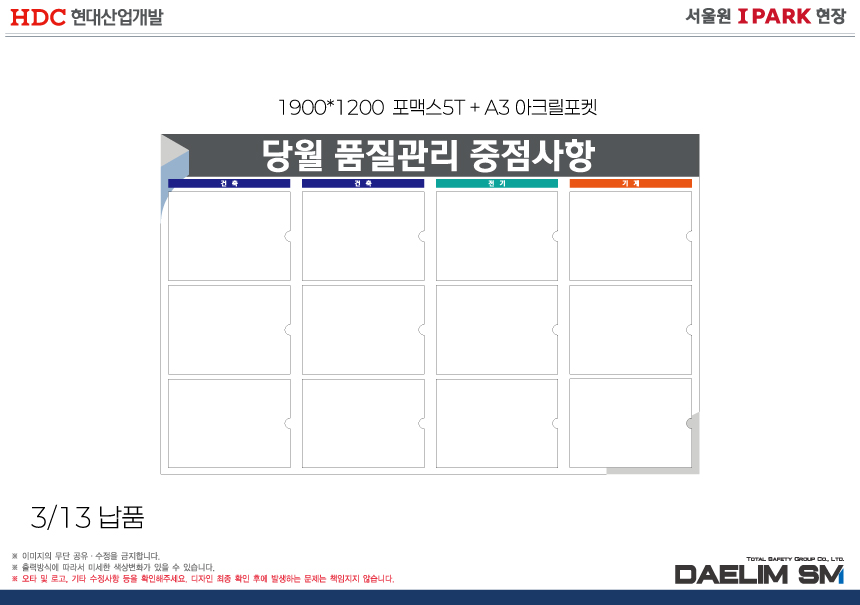 HDC 현대산업개발
서울원 IPARK 현장
1900*1200 포맥스5T + A3 아크릴포켓
당월 품질관리 중점사항
건 축
건 축
전 기
기 계
3/13 납품
※ 이미지의 무단 공유·수정을 금지합니다.
※ 출력방식에 따라서 미세한 색상변화가 있을 수 있습니다.
※ 오타 및 로고, 기타 수정사항 등을 확인해주세요. 디자인 최종 확인 후에 발생하는 문제는 책임지지 않습니다.
TOTAL SAFETY GROUP CO., LTD.
DAELIM SM